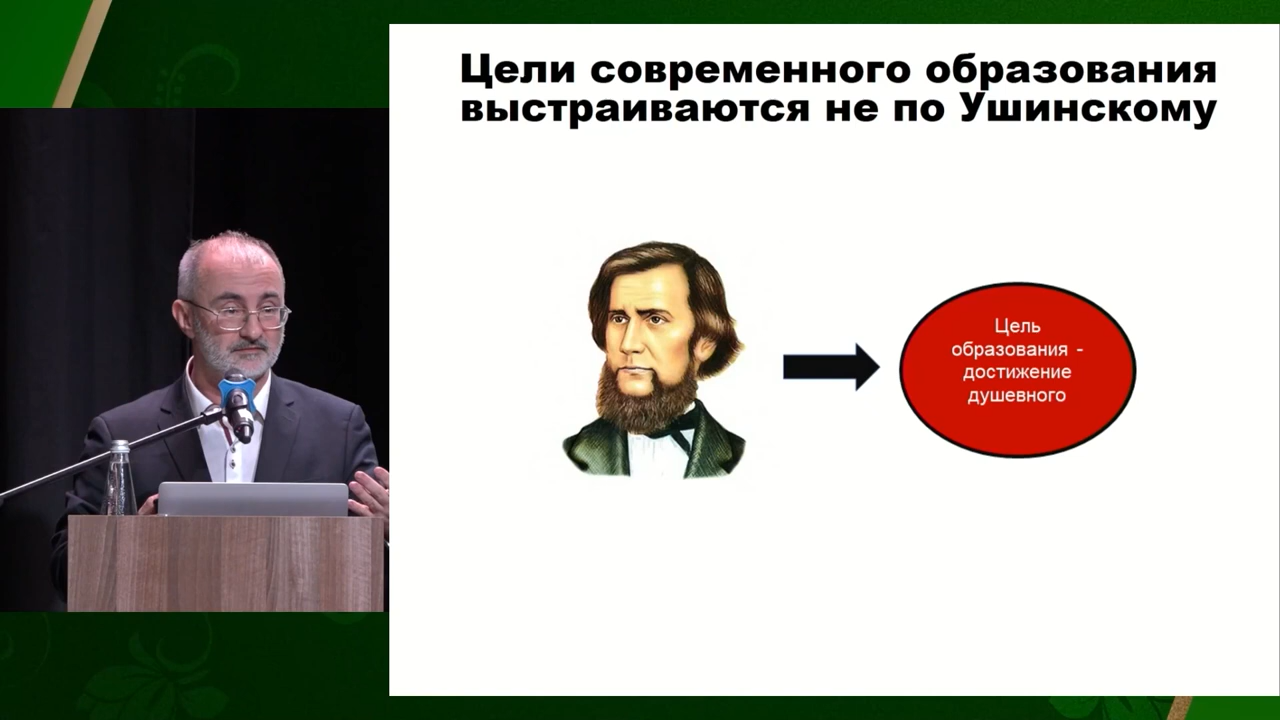 Цели современного образования
выстраиваются не по Ушинскому
Цель
образования -
достижение
душевного